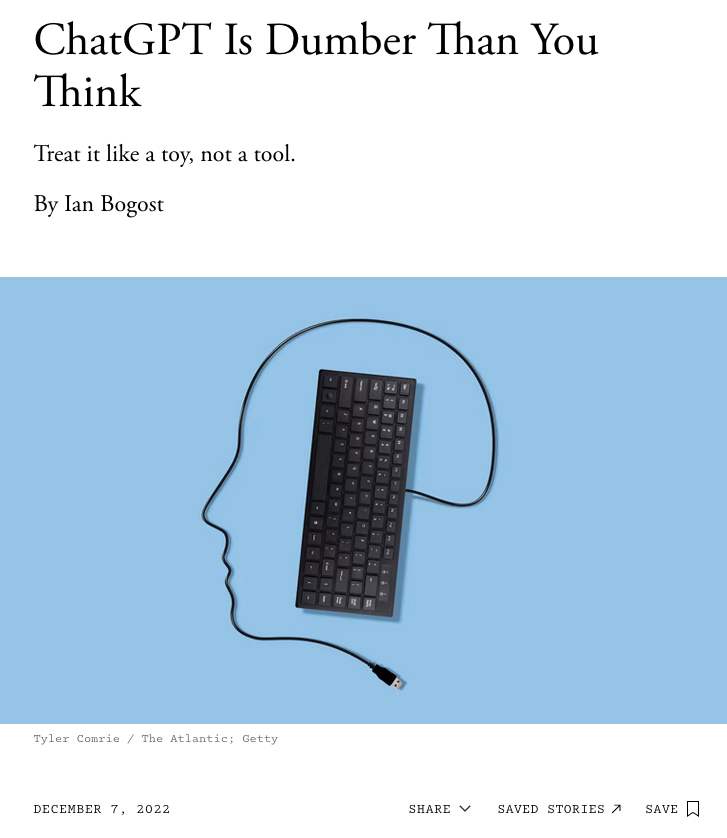 ChatGPT Is Dumber Than You
Think
Treat it like a toy, not a tool.
By Ian Bogost
Tyler Comrie / The Atlantic; Getty
DECEMBER 7, 2022
SHARE
SAVED STORIES
SAVE